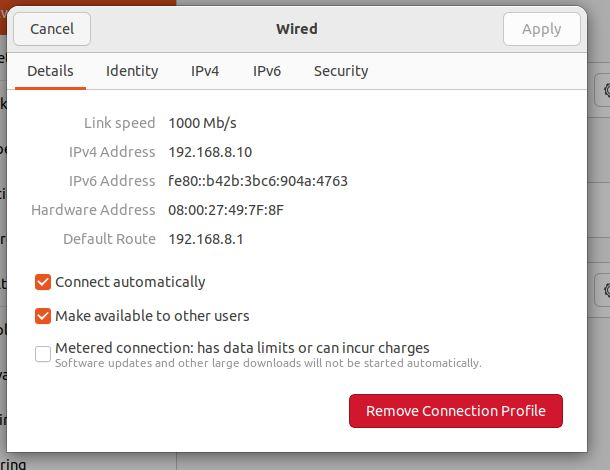 Cancel
Wired
Apply
Details
Identity
IPv4
IPv6
Security
Link speed 1000 Mb/s
IPv4 Address 192.168.8.10
IPv6 Address fe80::b42b:3bc6:904a:4763
Hardware Address 08:00:27:49:7F:8F
Default Route 192.168.8.1
Connect automatically
Make available to other users
Metered connection: has data limits or can incur charges
Software updates and other large downloads will not be started automatically.
Remove Connection Profile